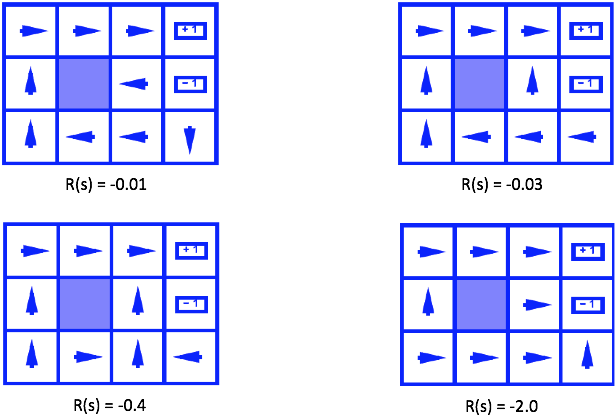 + 1
+ 1
- 1
- 1
R(s) = -0.01
R(s) = -0.03
+ 1
+ 1
- 1
- 1
R(s) = -0.4
R(s) = -2.0